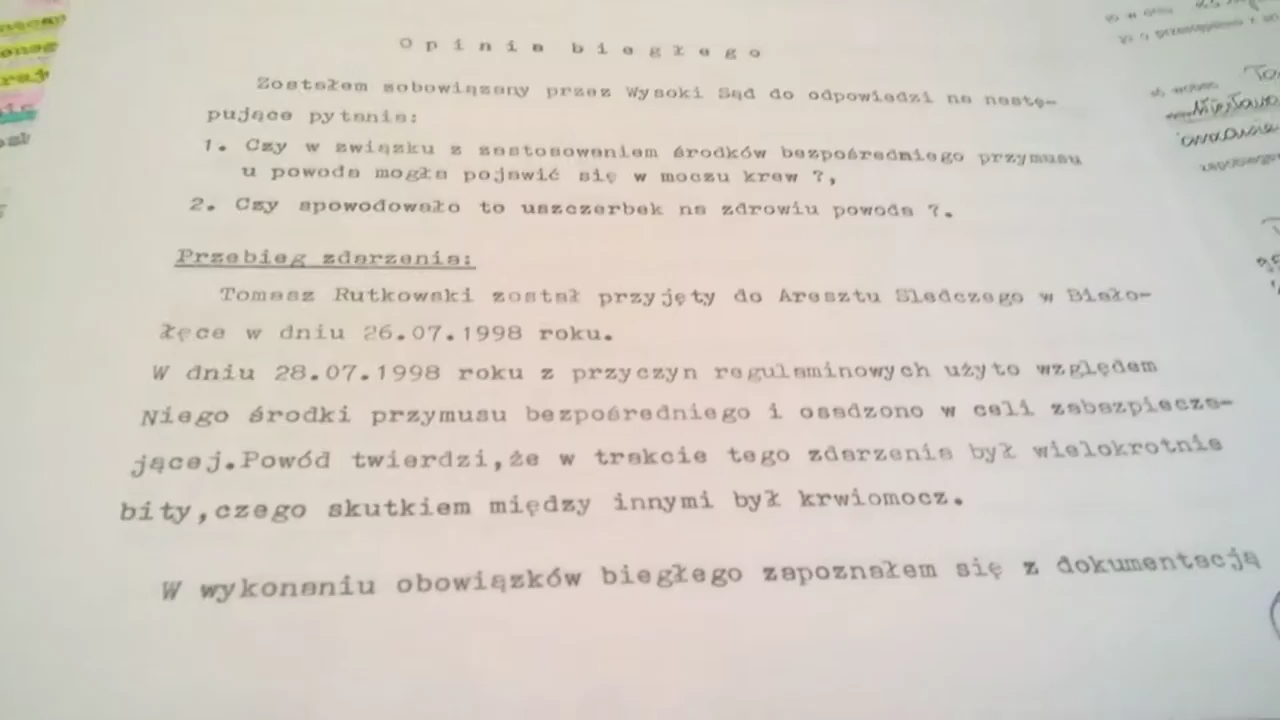 Opinia biegłego
Zostałem zobowiązany przez Wysoki Sąd do odpowiedzi na nastę-
pujące pytania:
1. Czy w związku z zastosowaniem środków bezpośredniego przymusu
u powoda mogła pojawić się w moczu krew ?,
2. Czy spowodowało to uszczerbek na zdrowiu powoda ?.
Przebieg zdarzenia:
Tomasz Rutkowski został przyjęty do Aresztu Sledczego w Biało-
łęce w dniu 26.07.1998 roku.
W dniu 28.07.1998 roku z przyczyn regulaminowych użyto względem
Niego środki przymusu bezpośredniego i osadzono w celi zabezpiecza-
jącej.Powód twierdzi,że w trakcie tego zdarzenia był wielokrotnie
bity,czego skutkiem między innymi był krwiomocz.
W wykonaniu obowiązków biegłego zapoznałem się z dokumentacją